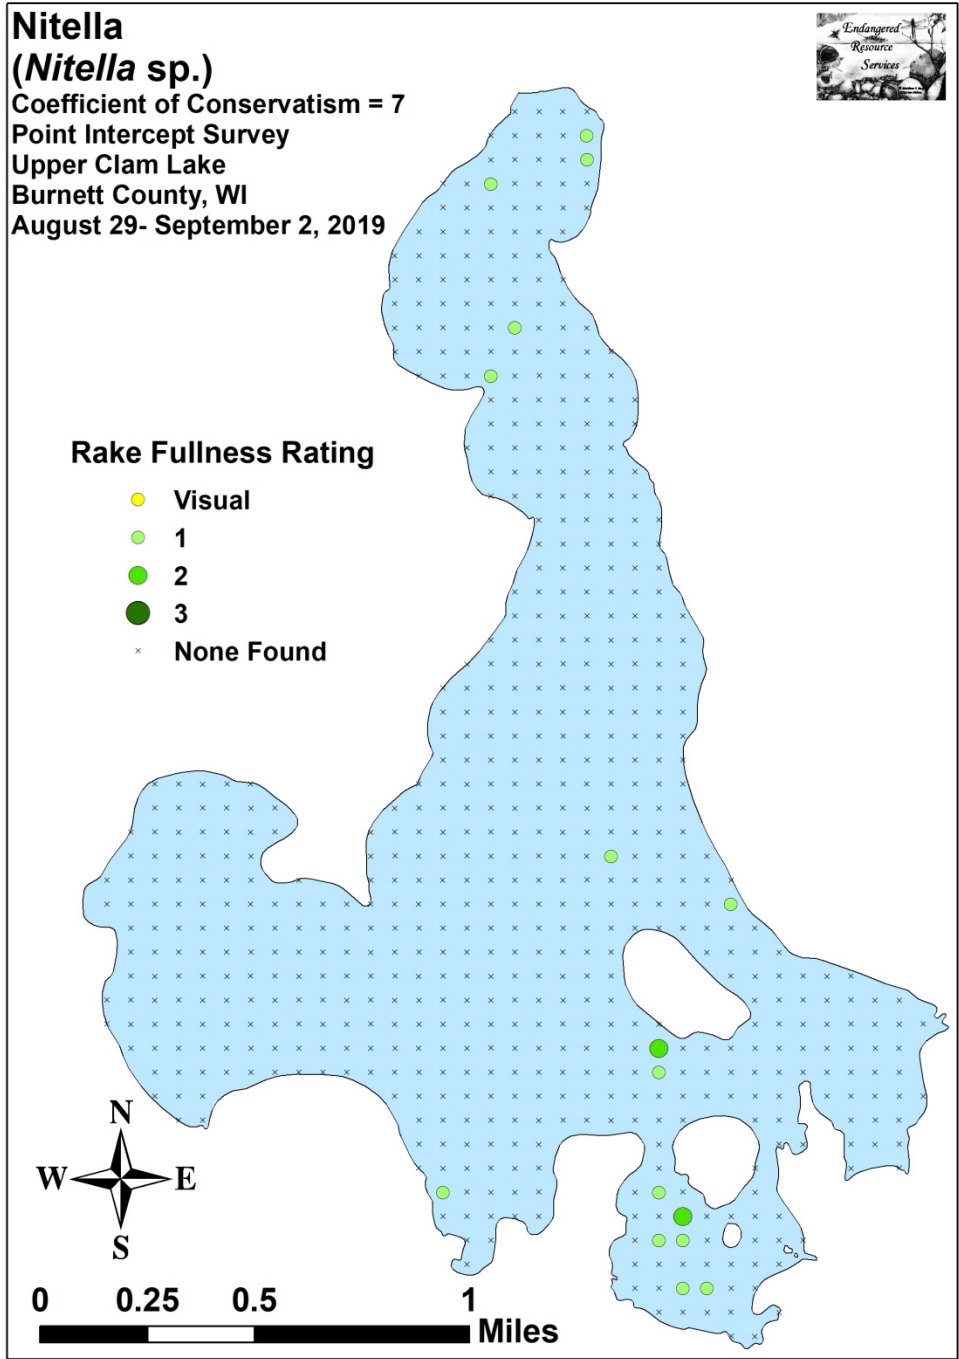 Nitella
(Nitella sp.)
Coefficient of Conservatism = 7
Point Intercept Survey
Upper Clam Lake
Burnett County, WI
August 29- September 2, 2019
Endangered
Resource
Services
Rake Fullness Rating
Visual
1
2
3
None Found
N
W E
S
0 0.25 0.5 1
Miles